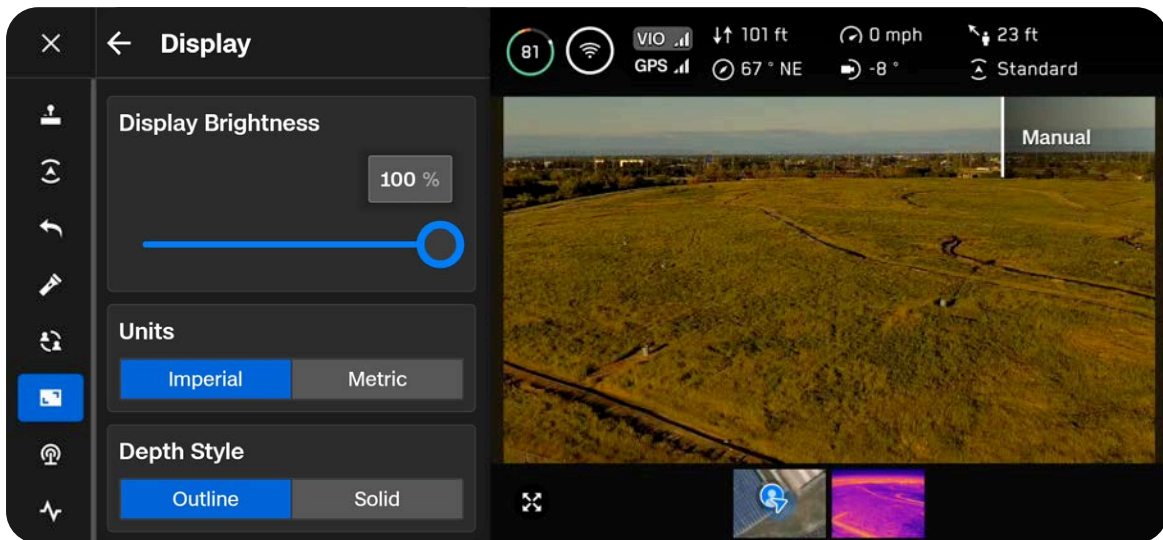 Display
Display Brightness
100 %
Units
Imperial Metric
Depth Style
Outline Solid
81
VIO
GPS
101 ft
0 mph
23 ft
67 ° NE
-8 °
Standard
Manual